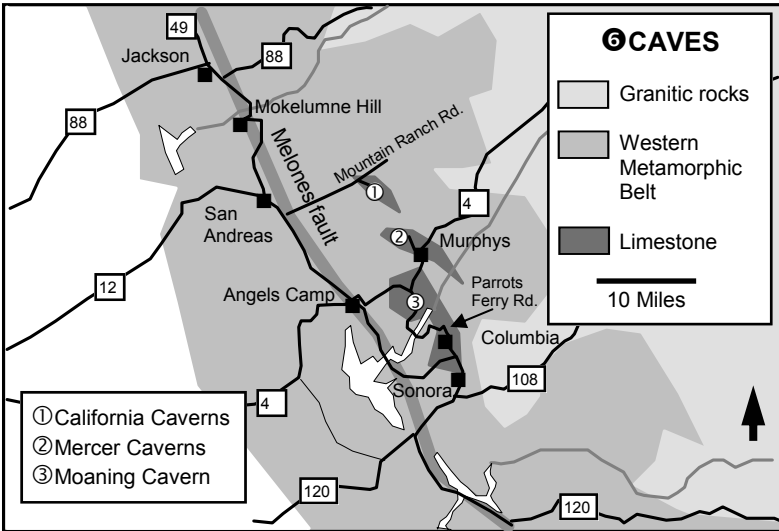 49
Jackson
88
Mokelumne Hill
88
Melones fault
Mountain Ranch Rd.
①
4
San
Andreas
②
Murphys
12
Angels Camp
③
Parrots
Ferry Rd.
Columbia
Sonora
108
4
120
120
❻CAVES
Granitic rocks
Western
Metamorphic
Belt
Limestone
10 Miles
①California Caverns
②Mercer Caverns
③Moaning Cavern